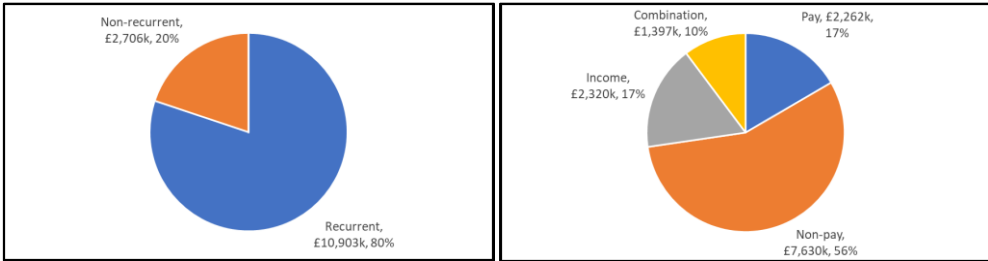 Non-recurrent,
£2,706k, 20%
Recurrent,
£10,903k, 80%
Combination,
£1,397k, 10%
Pay, £2,262k,
17%
Income,
£2,320k, 17%
Non-pay,
£7,630k, 56%